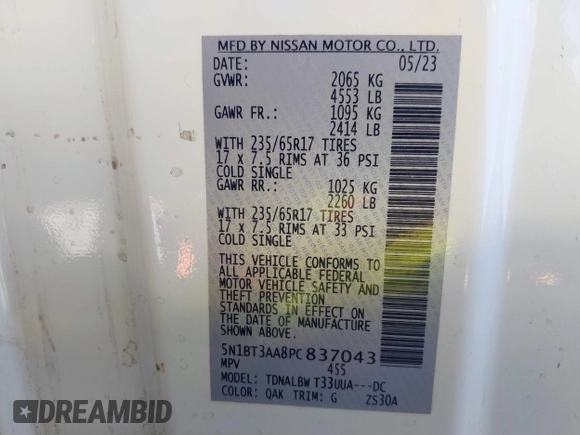 MFD BY NISSAN MOTOR CO., LTD.
DATE: 05/23
GVWR: 2065 KG
4553 LB
GAWR FR.: 1095 KG
2414 LB
WITH 235/65R17 TIRES
17 x 7.5 RIMS AT 36 PSI
COLD SINGLE
GAWR RR.: 1025 KG
2260 LB
WITH 235/65R17 TIRES
17 x 7.5 RIMS AT 33 PSI
COLD SINGLE
THIS VEHICLE CONFORMS TO
ALL APPLICABLE FEDERAL
MOTOR VEHICLE SAFETY AND
THEFT PREVENTION
STANDARDS IN EFFECT ON
THE DATE OF MANUFACTURE
SHOWN ABOVE.
5N1BT3AA8PC837043
MPV 455
MODEL: TDNALBW T33UUA---DC
COLOR: QAK TRIM: G ZS30A
DREAMBID